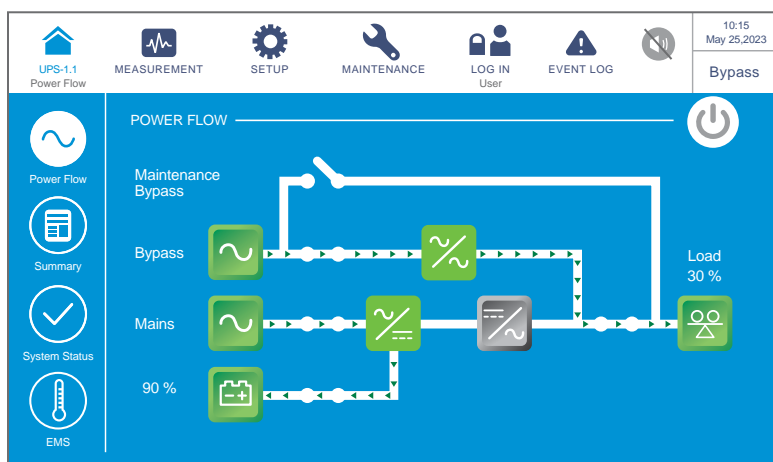 10:15
May 25,2023
UPS-1.1
Power Flow
MEASUREMENT
SETUP
MAINTENANCE
LOG IN
User
EVENT LOG
Bypass
POWER FLOW
Power Flow
Maintenance
Bypass
Summary
Bypass
Load
30 %
Mains
System Status
90 %
EMS